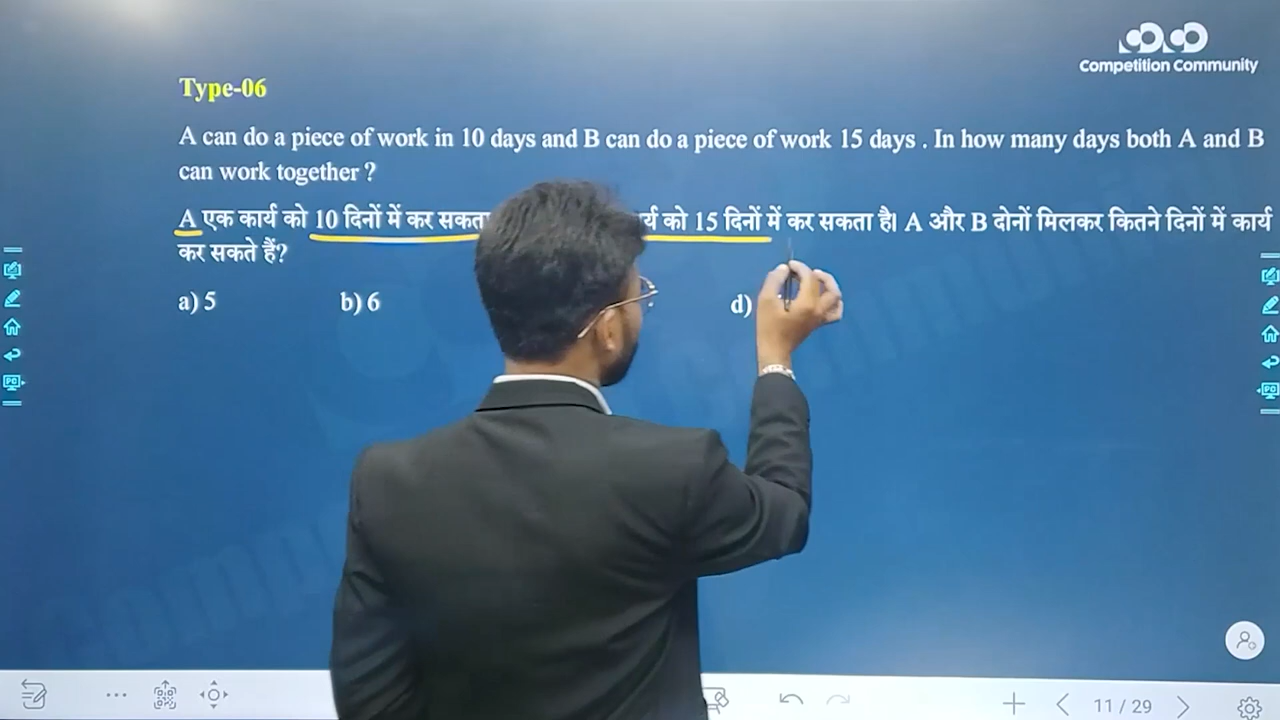 Competition Community
Type-06
A can do a piece of work in 10 days and B can do a piece of work 15 days . In how many days both A and B
can work together ?
A एक कार्य को 10 दिनों में कर सकता को 15 दिनों में कर सकता है। A और B दोनों मिलकर कितने दिनों में कार्य
कर सकते हैं?
a) 5 b) 6 d)
11 / 29